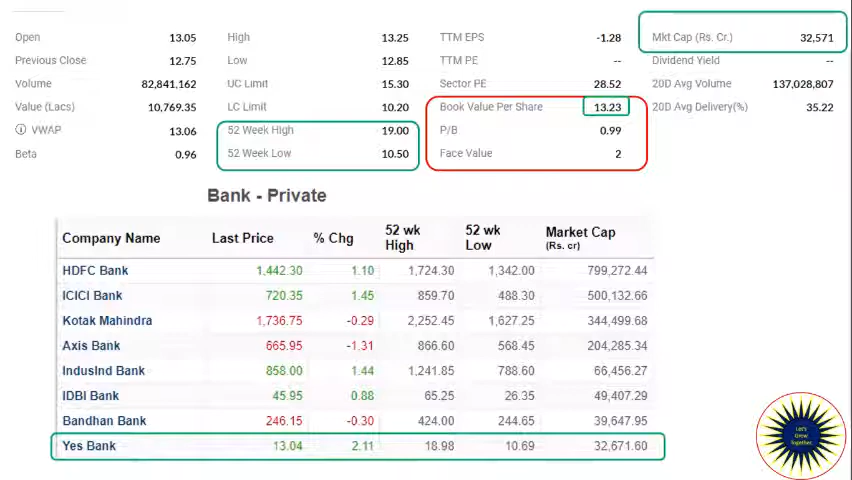 Open 13.05 High 13.25 TTM EPS -1.28 Mkt Cap (Rs. Cr.) 32,571
Previous Close 12.75 Low 12.85 TTM PE -- Dividend Yield --
Volume 82,841,162 UC Limit 15.30 Sector PE 28.52 20D Avg Volume 137,028,807
Value (Lacs) 10,769.35 LC Limit 10.20 Book Value Per Share 13.23 20D Avg Delivery(%) 35.22
VWAP 13.06 52 Week High 19.00 P/B 0.99
Beta 0.96 52 Week Low 10.50 Face Value 2
Bank - Private
Company Name Last Price % Chg 52 wk High 52 wk Low Market Cap (Rs. cr)
HDFC Bank 1,442.30 1.10 1,724.30 1,342.00 799,272.44
ICICI Bank 720.35 1.45 859.70 488.30 500,132.66
Kotak Mahindra 1,736.75 -0.29 2,252.45 1,627.25 344,499.68
Axis Bank 665.95 -1.31 866.60 568.45 204,285.34
IndusInd Bank 858.00 1.44 1,241.85 788.60 66,456.27
IDBI Bank 45.95 0.88 65.25 26.35 49,407.29
Bandhan Bank 246.15 -0.30 424.00 244.65 39,647.95
Yes Bank 13.04 2.11 18.98 10.69 32,671.60
Let's
Grow
Together